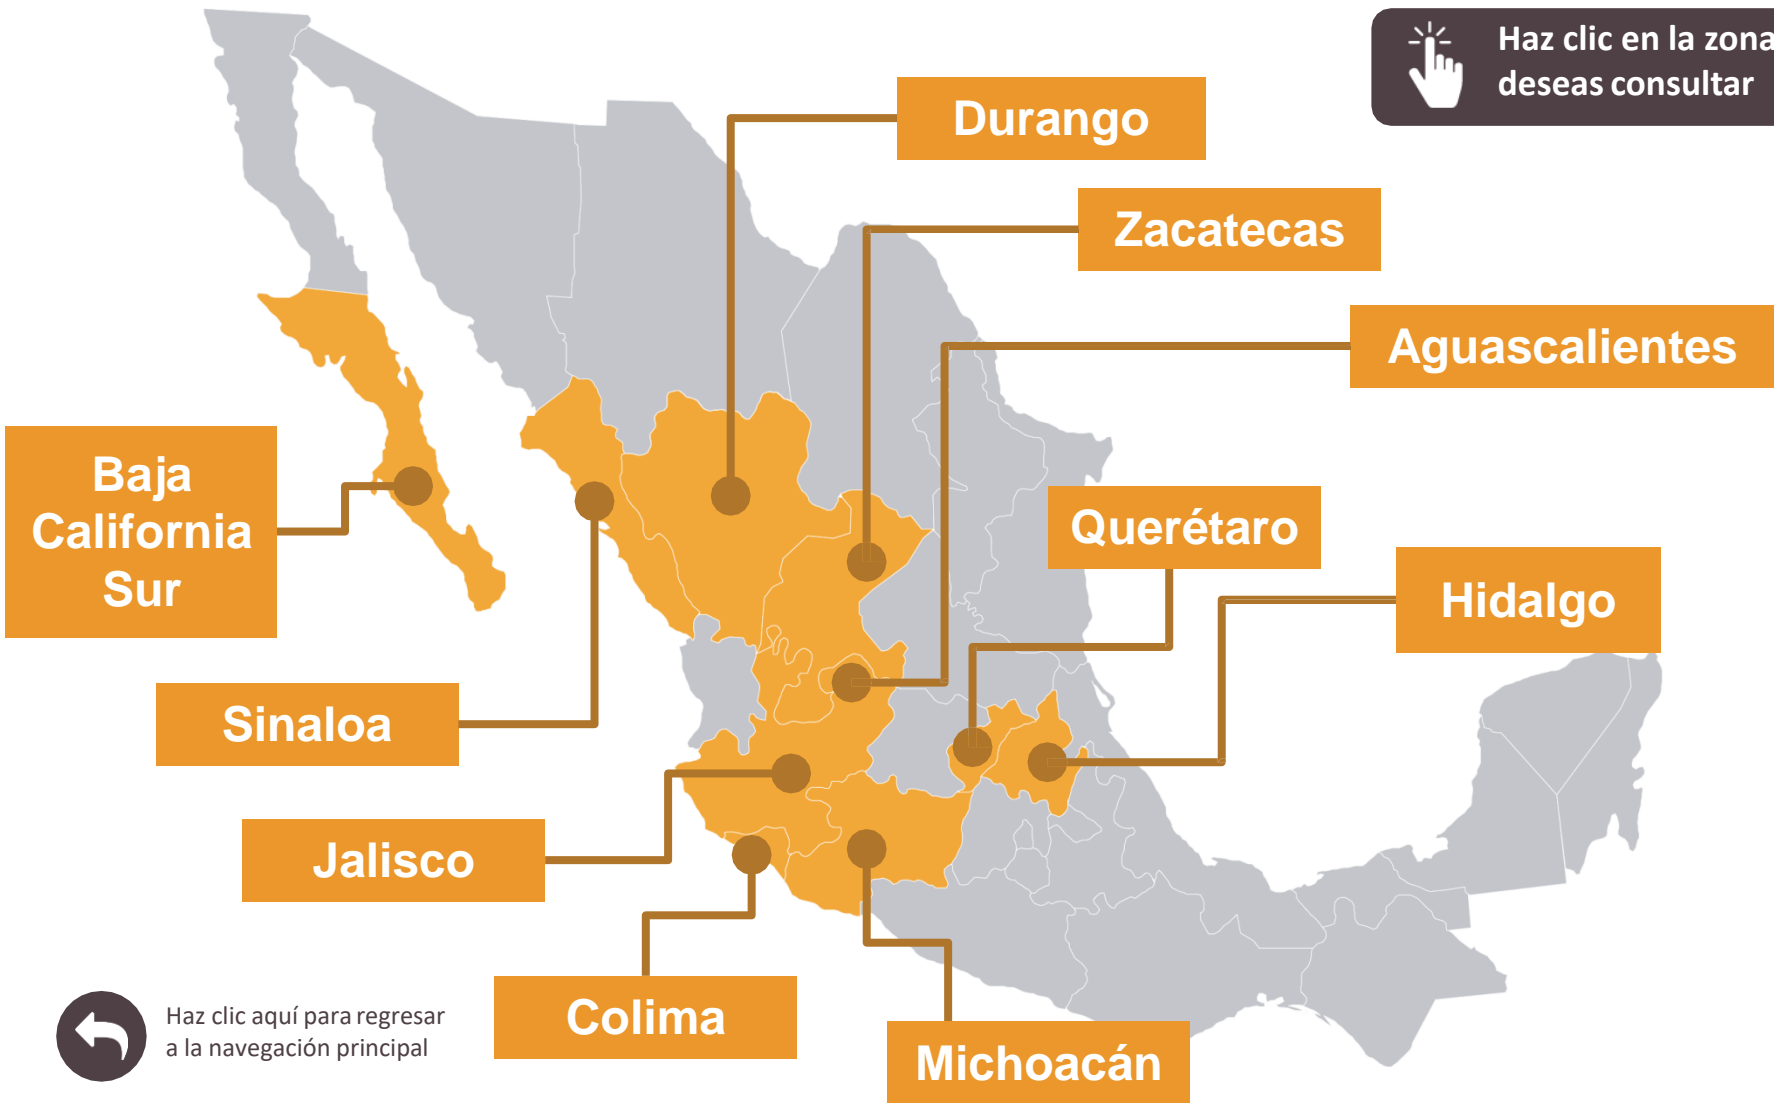 Haz clic en la zona
deseas consultar
Durango
Zacatecas
Aguascalientes
Baja
California
Sur
Querétaro
Hidalgo
Sinaloa
Jalisco
Colima
Michoacán
Haz clic aquí para regresar
a la navegación principal